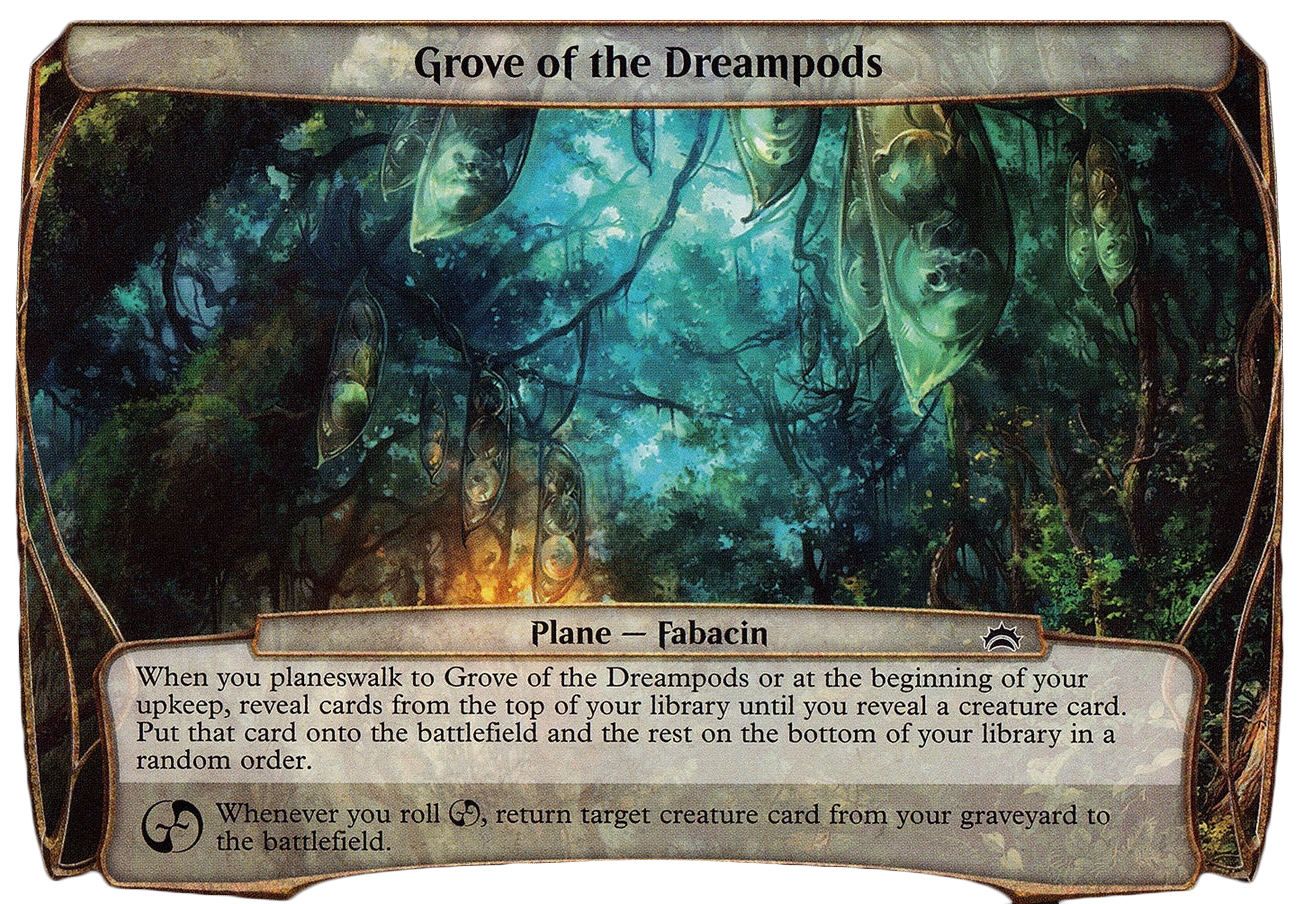 Grove of the Dreampods
Plane — Fabacin
When you planeswalk to Grove of the Dreampods or at the beginning of your
upkeep, reveal cards from the top of your library until you reveal a creature card.
Put that card onto the battlefield and the rest on the bottom of your library in a
random order.
Whenever you roll , return target creature card from your graveyard to
the battlefield.